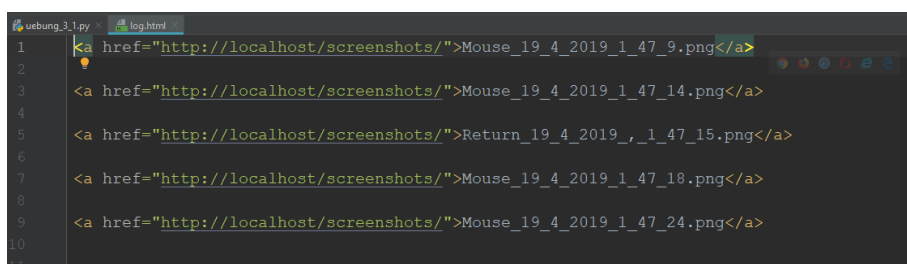 uebung_3_1.py log.html
1 <a href="http://localhost/screenshots/">Mouse_19_4_2019_1_47_9.png</a>
2
3 <a href="http://localhost/screenshots/">Mouse_19_4_2019_1_47_14.png</a>
4
5 <a href="http://localhost/screenshots/">Return_19_4_2019_,_1_47_15.png</a>
6
7 <a href="http://localhost/screenshots/">Mouse_19_4_2019_1_47_18.png</a>
8
9 <a href="http://localhost/screenshots/">Mouse_19_4_2019_1_47_24.png</a>
10